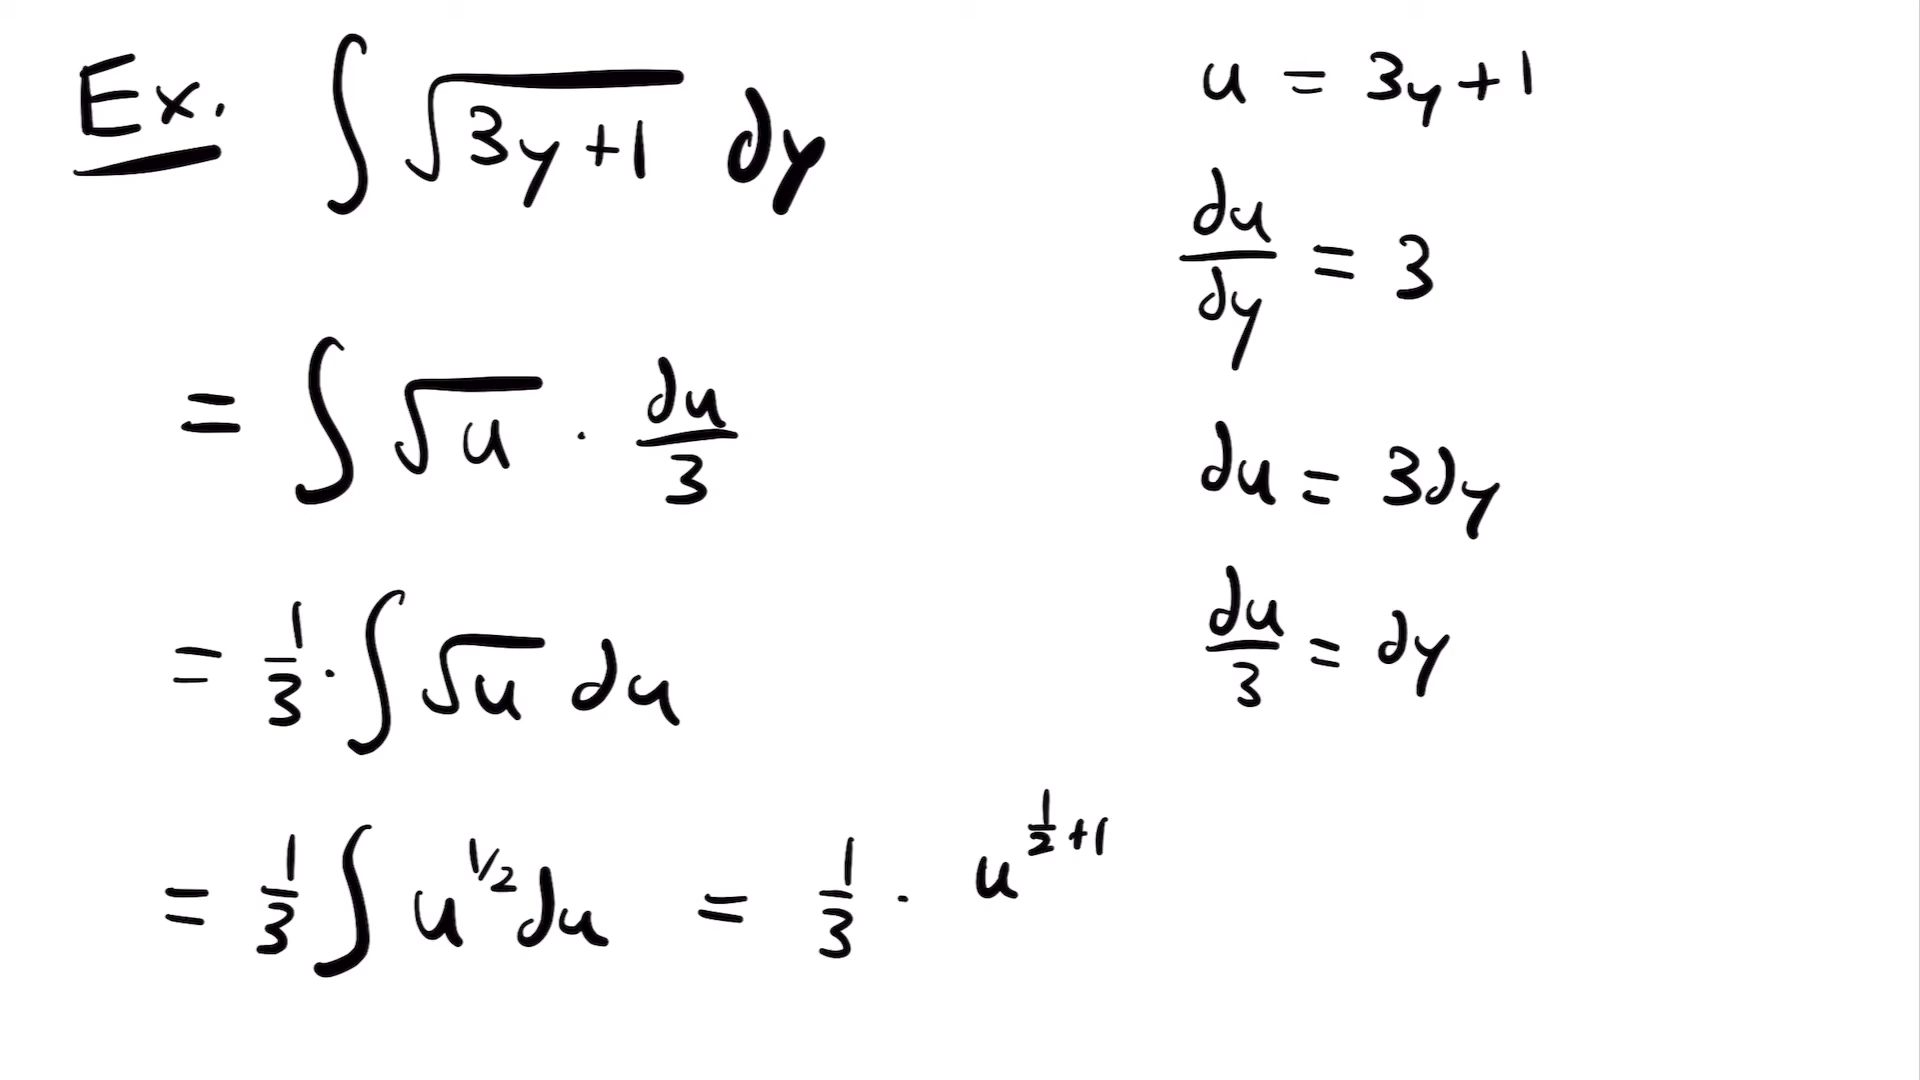 Ex. ∫ √(3y+1) dy
= ∫ √u · du/3
= 1/3 · ∫ √u du
= 1/3 ∫ u^(1/2) du = 1/3 · u^(1/2+1)
u = 3y+1
du/dy = 3
du = 3dy
du/3 = dy